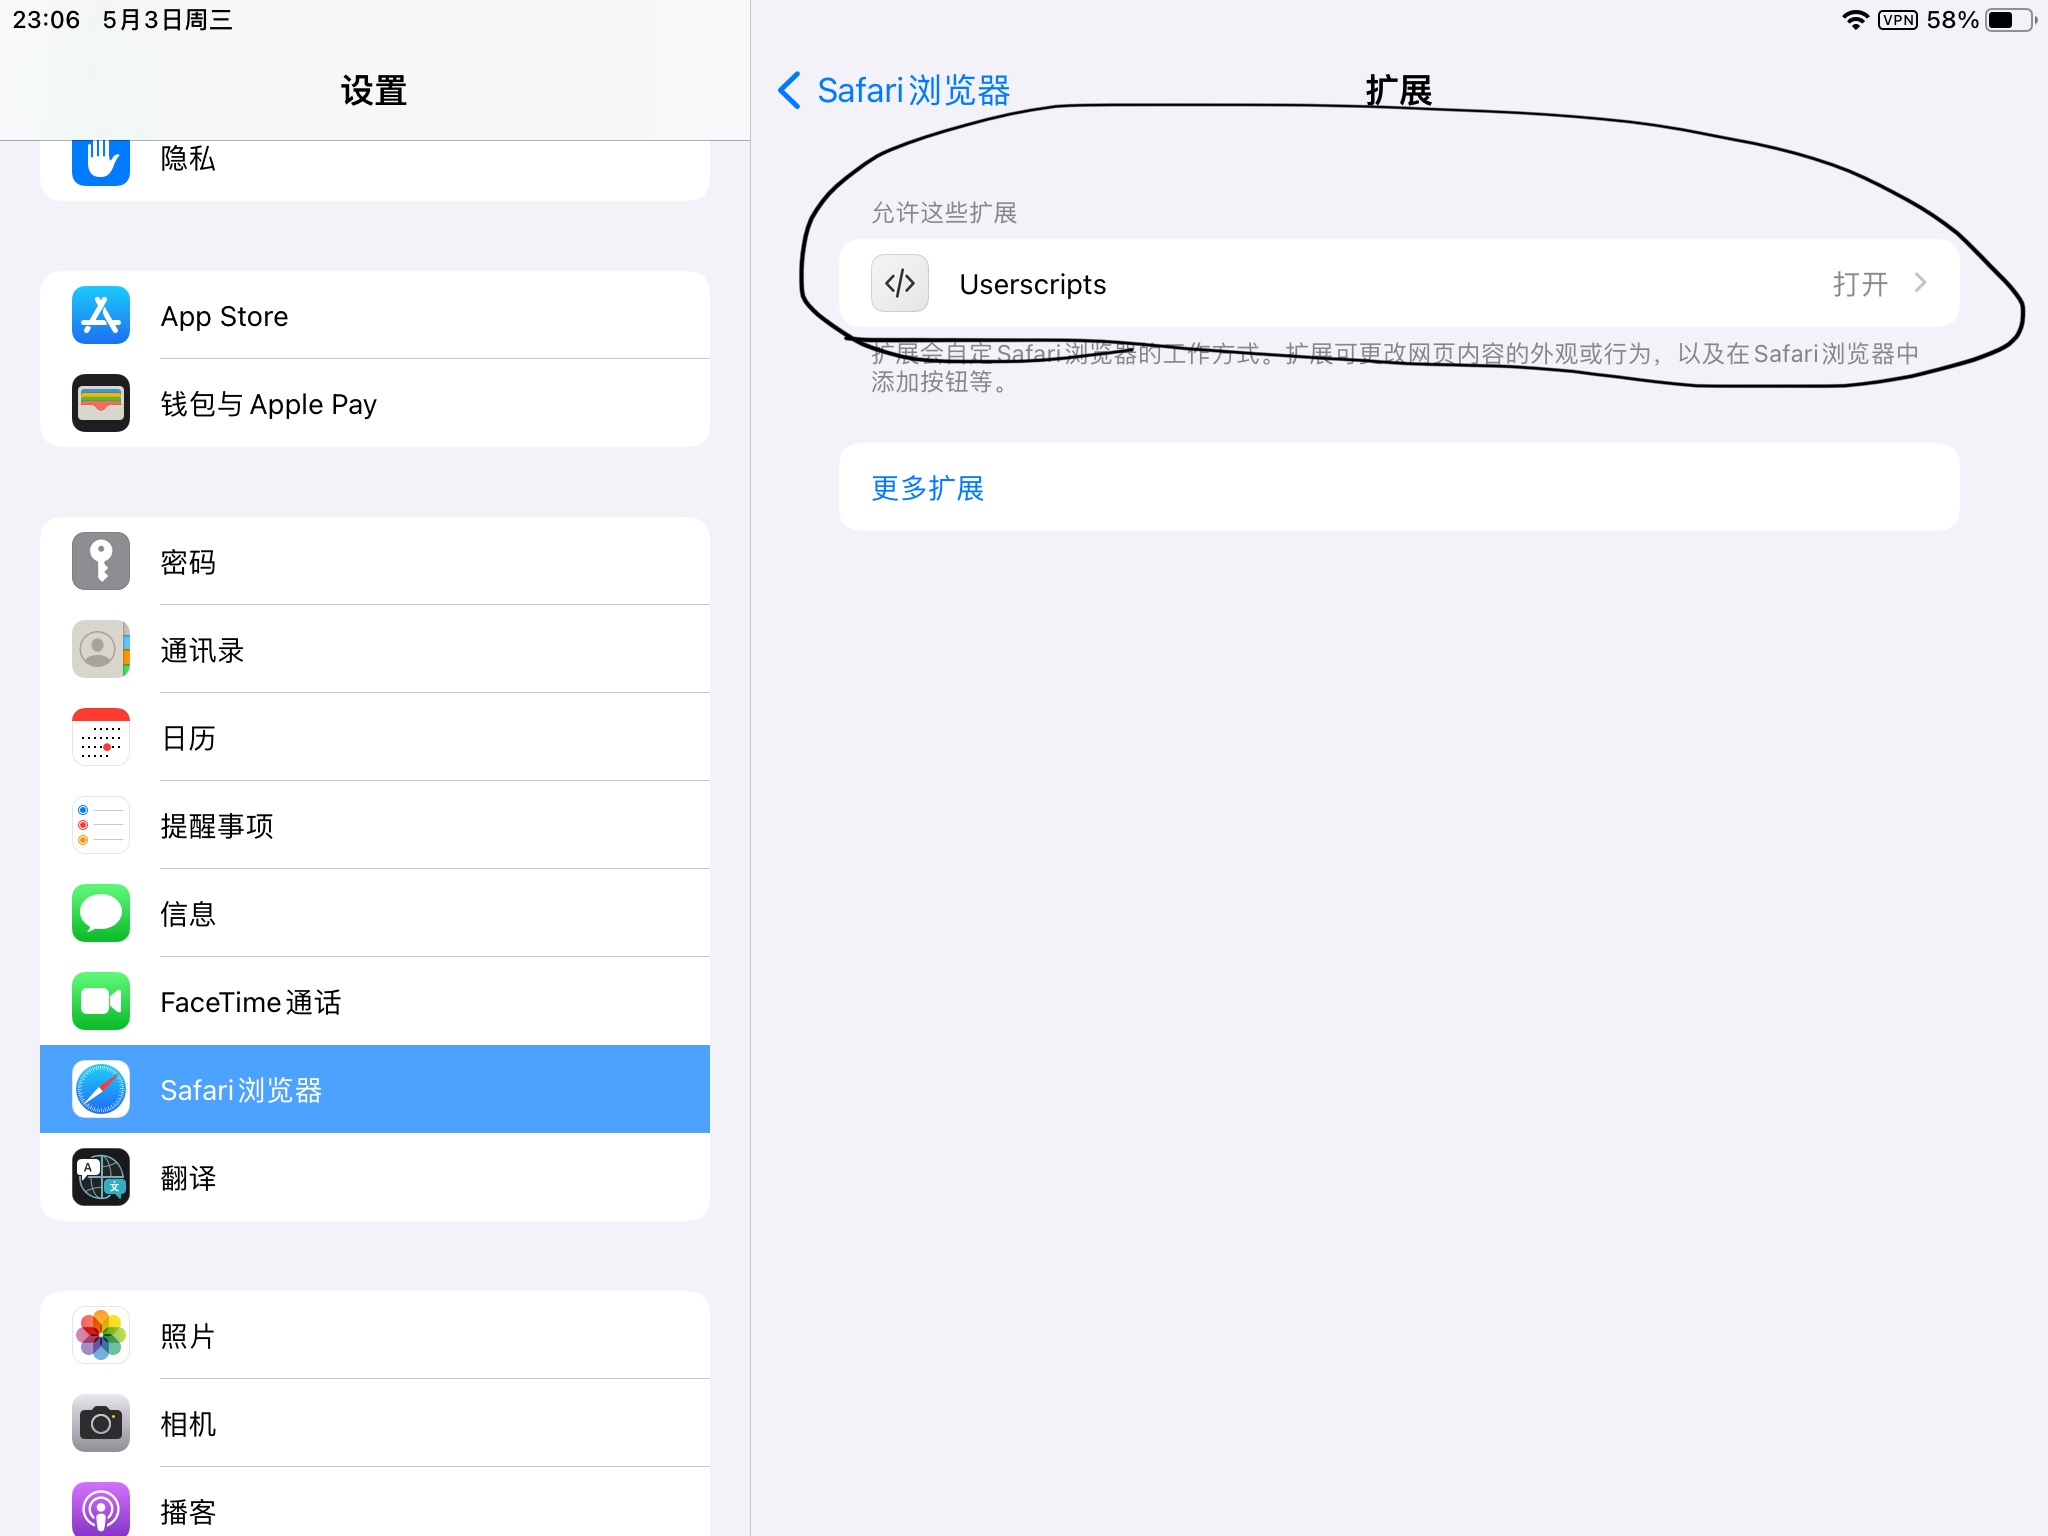 23:06 5月3日周三
VPN 58%
设置
隐私
App Store
钱包与 Apple Pay
密码
通讯录
日历
提醒事项
信息
FaceTime通话
Safari浏览器
A
文
翻译
照片
相机
播客
Safari浏览器
扩展
允许这些扩展
</> Userscripts 打开
扩展会自定Safari浏览器的工作方式。扩展可更改网页内容的外观或行为，以及在Safari浏览器中
添加按钮等。
更多扩展